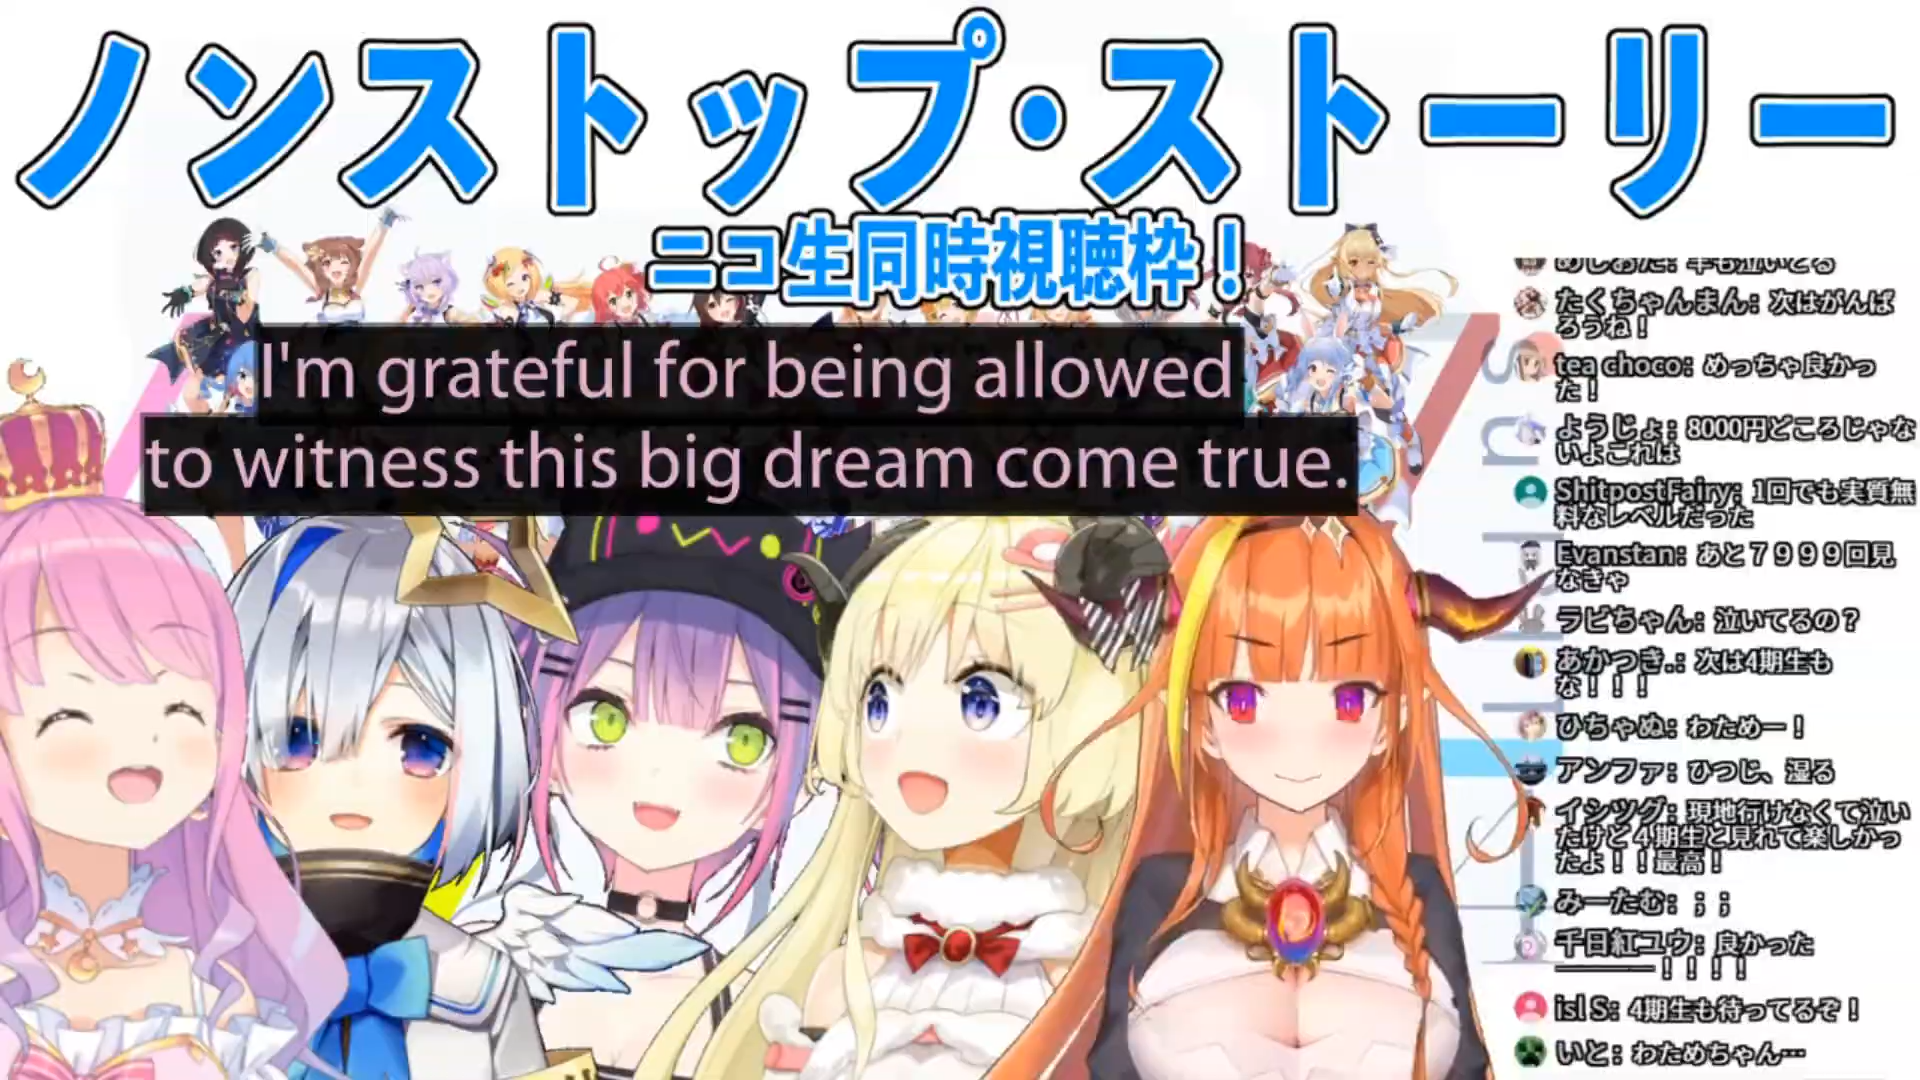 ノンストップ・ストーリー
ニコ生同時視聴枠！
I'm grateful for being allowed
to witness this big dream come true.
めしおだ: 羊も泣いとる
たくちゃんまん: 次はがんば
ろうね！
tea choco: めっちゃ良かっ
た！
ようじょ: 8000円どころじゃな
いよこれは
ShitpostFairy: 1回でも実質無
料なレベルだった
Evanstan: あと７９９９回見
なきゃ
ラビちゃん: 泣いてるの？
あかつき.: 次は4期生も
な！！！
ひちゃぬ: わためー！
アンファ: ひつじ、湿る
イシツグ: 現地行けなくて泣い
たけど４期生と見れて楽しかっ
たよ！！最高！
みーたむ: ；；
千日紅ユウ: 良かった
――――！！！！
isl S: 4期生も待ってるぞ！
いと: わためちゃん…